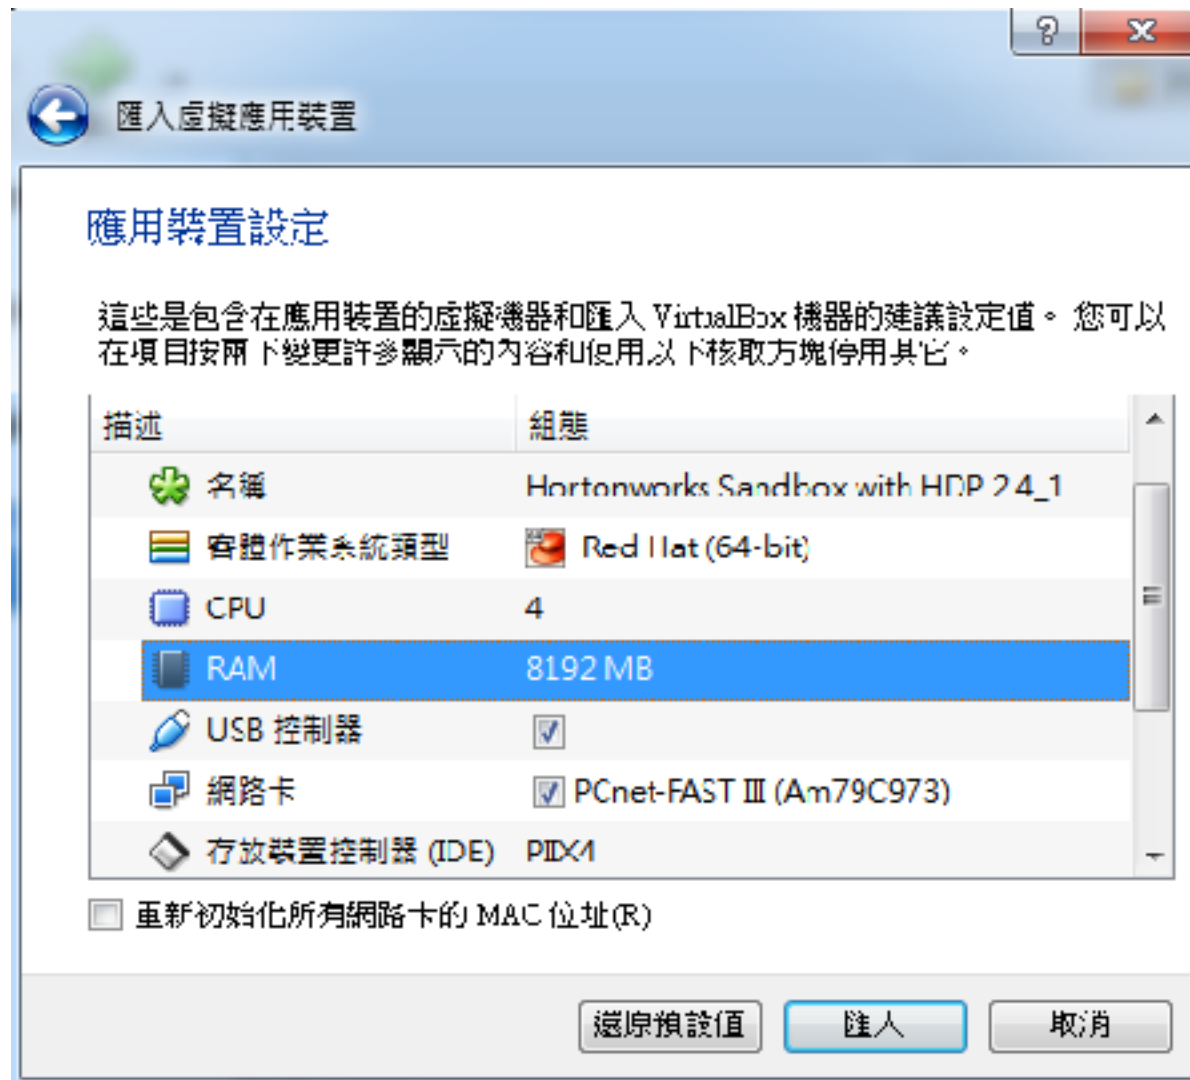 匯入虛擬應用裝置
應用裝置設定
這些是包含在應用裝置的虛擬機器和匯入 VirtualBox 機器的建議設定值。 您可以
在項目按兩下變更許多顯示的內容和使用以下核取方塊停用其它。
描述 組態
名稱 Hortonworks Sandbox with HDP 2.4_1
客體作業系統類型 Red Hat (64-bit)
CPU 4
RAM 8192 MB
USB 控制器
網路卡 PCnet-FAST III (Am79C973)
存放裝置控制器 (IDE) PIIX4
重新初始化所有網路卡的 MAC 位址(R)
還原預設值 匯入 取消